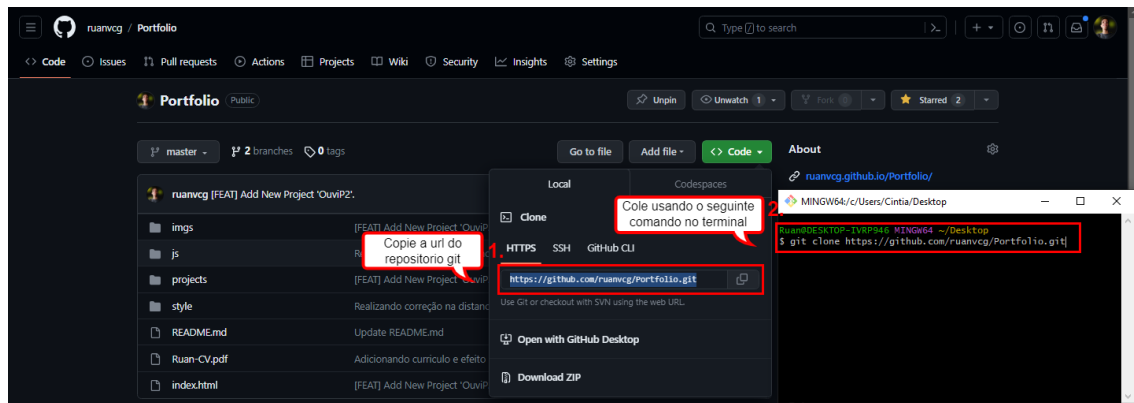 ruanvcg / Portfolio
Type / to search
Code
Issues
Pull requests
Actions
Projects
Wiki
Security
Insights
Settings
Portfolio Public
Unpin
Unwatch 1
Fork 0
Starred 2
master
2 branches
0 tags
Go to file
Add file
<> Code
About
ruanvcg.github.io/Portfolio/
ruanvcg [FEAT] Add New Project 'OuviP2'.
imgs
[FEAT] Add New Project 'OuviP
js
projects
[FEAT] Add New Project 'OuviP
style
Realizando correção na distanc
README.md
Update README.md
Ruan-CV.pdf
Adicionando curriculo e efeito
index.html
[FEAT] Add New Project 'OuviP
Local
Codespaces
Clone
HTTPS
SSH
GitHub CLI
Copie a url do
repositorio git
1.
https://github.com/ruanvcg/Portfolio.git
Use Git or checkout with SVN using the web URL.
Open with GitHub Desktop
Download ZIP
Cole usando o seguinte
comando no terminal
2.
MINGW64:/c/Users/Cintia/Desktop
Ruan@DESKTOP-IVRP946 MINGW64 ~/Desktop
$ git clone https://github.com/ruanvcg/Portfolio.git